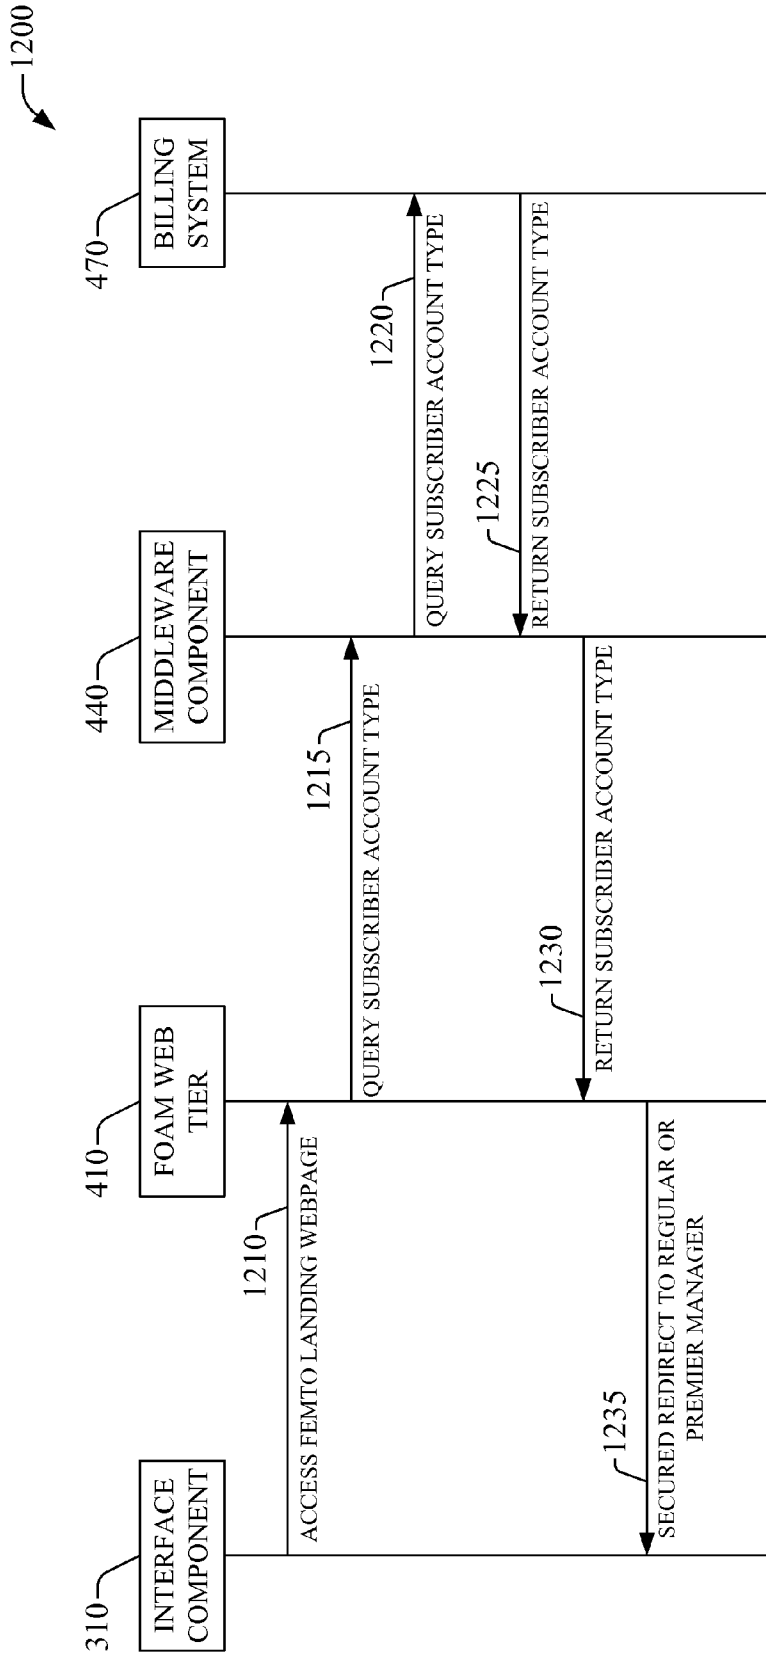 1200
310
INTERFACE
COMPONENT
410
FOAM WEB
TIER
440
MIDDLEWARE
COMPONENT
470
BILLING
SYSTEM
1210
ACCESS FEMTO LANDING WEBPAGE
1215
QUERY SUBSCRIBER ACCOUNT TYPE
1220
QUERY SUBSCRIBER ACCOUNT TYPE
1225
RETURN SUBSCRIBER ACCOUNT TYPE
1230
RETURN SUBSCRIBER ACCOUNT TYPE
1235
SECURED REDIRECT TO REGULAR OR
PREMIER MANAGER